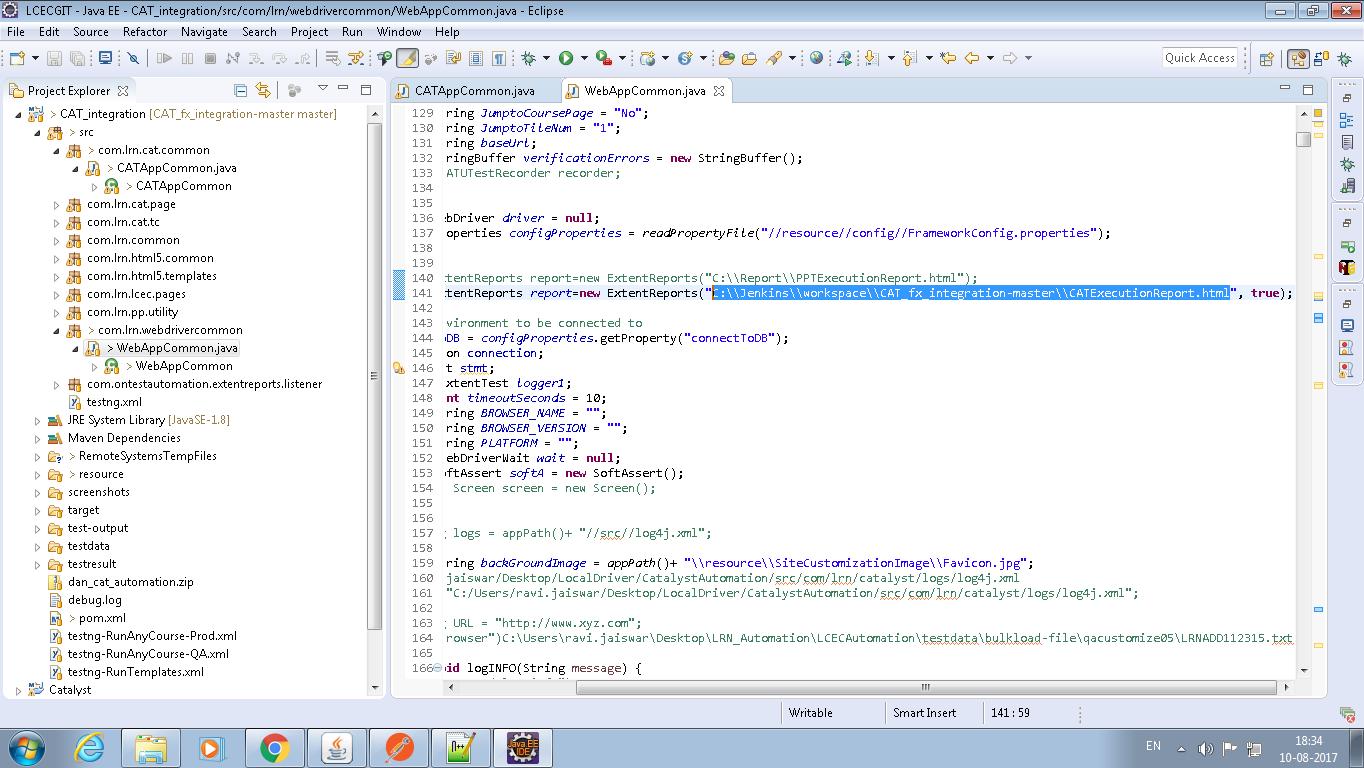 LCECGIT - Java EE - CAT_integration/src/com/lrn/webdrivercommon/WebAppCommon.java - Eclipse
File Edit Source Refactor Navigate Search Project Run Window Help
Quick Access
Project Explorer
CATAppCommon.java
WebAppCommon.java
> CAT_integration [CAT_fx_integration-master master]
> src
> com.lrn.cat.common
> CATAppCommon.java
> CATAppCommon
com.lrn.cat.page
com.lrn.cat.tc
com.lrn.common
com.lrn.html5.common
com.lrn.html5.templates
com.lrn.lcec.pages
com.lrn.pp.utility
> com.lrn.webdrivercommon
> WebAppCommon.java
> WebAppCommon
com.ontestautomation.extentreports.listener
testng.xml
JRE System Library [JavaSE-1.8]
Maven Dependencies
> RemoteSystemsTempFiles
> resource
screenshots
target
test-output
testdata
testresult
dan_cat_automation.zip
debug.log
> pom.xml
testng-RunAnyCourse-Prod.xml
testng-RunAnyCourse-QA.xml
testng-RunTemplates.xml
Catalyst
129 ring JumptoCoursePage = "No";
130 ring JumptoTileNum = "1";
131 ring baseUrl;
132 ringBuffer verificationErrors = new StringBuffer();
133 ATUTestRecorder recorder;
134
135
136 ebDriver driver = null;
137 operties configProperties = readPropertyFile("//resource//config//FrameworkConfig.properties");
138
139
140 xtentReports report=new ExtentReports("C:\\Report\\PPTExecutionReport.html");
141 xtentReports report=new ExtentReports("C:\\Jenkins\\workspace\\CAT_fx_integration-master\\CATExecutionReport.html", true);
142
143 vironment to be connected to
144 oDB = configProperties.getProperty("connectToDB");
145 on connection;
146 t stmt;
147 xtentTest logger1;
148 nt timeoutSeconds = 10;
149 ring BROWSER_NAME = "";
150 ring BROWSER_VERSION = "";
151 ring PLATFORM = "";
152 ebDriverWait wait = null;
153 oftAssert softA = new SoftAssert();
154 Screen screen = new Screen();
155
156
157 g logs = appPath()+ "//src//log4j.xml";
158
159 ring backGroundImage = appPath()+ "\\resource\\SiteCustomizationImage\\Favicon.jpg";
160 jaiswar/Desktop/LocalDriver/CatalystAutomation/src/com/lrn/catalyst/logs/log4j.xml
161 "C:/Users/ravi.jaiswar/Desktop/LocalDriver/CatalystAutomation/src/com/lrn/catalyst/logs/log4j.xml";
162
163 g URL = "http://www.xyz.com";
164 rowser")C:\Users\ravi.jaiswar\Desktop\LRN_Automation\LCECAutomation\testdata\bulkload-file\qacustomize05\LRNADD112315.txt
165
166 oid logINFO(String message) {
Writable Smart Insert 141 : 59
Java EE
IDE
EN
18:34
10-08-2017